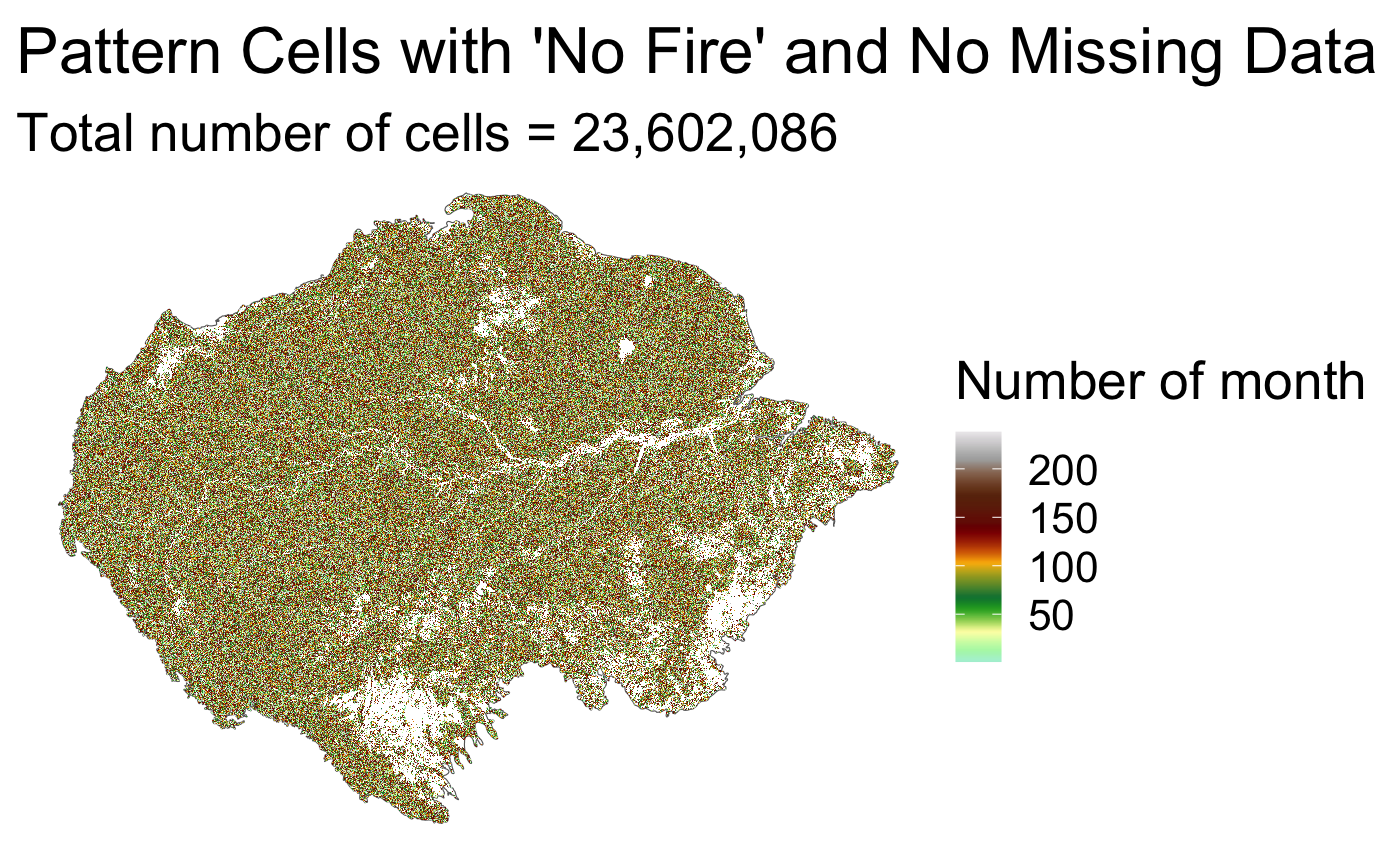 Pattern Cells with 'No Fire' and No Missing Data
Total number of cells = 23,602,086
Number of month
200
150
100
50